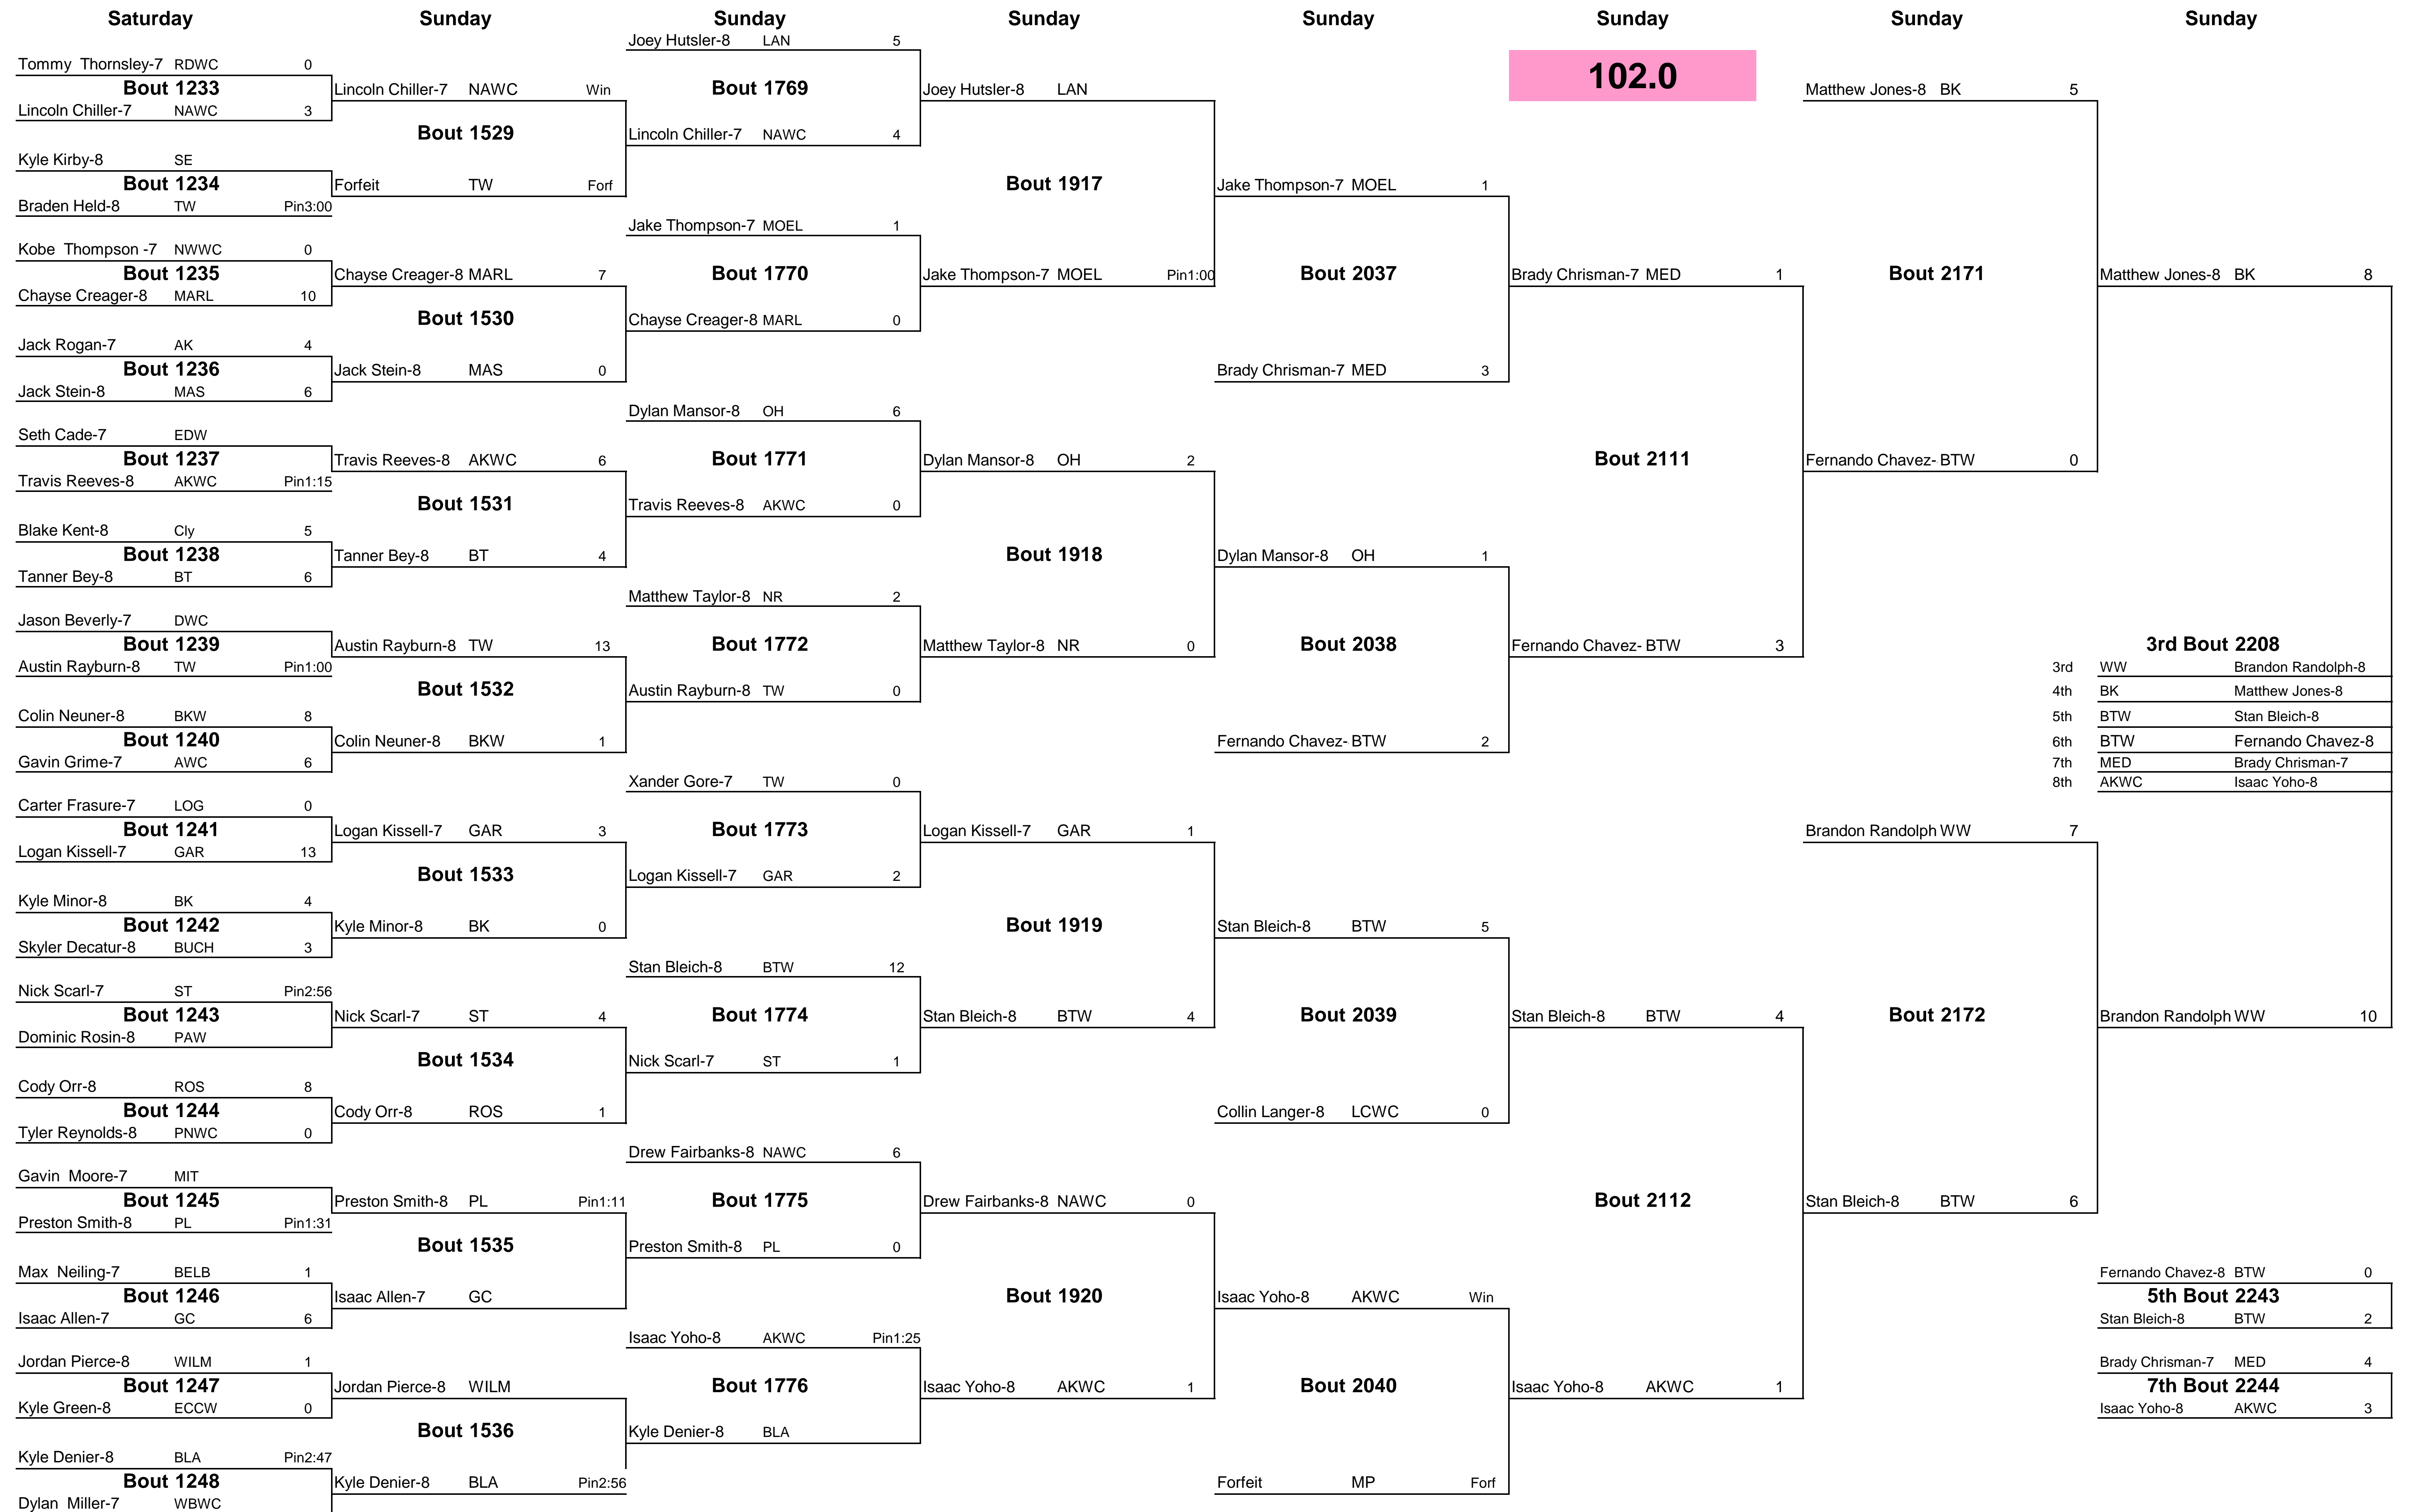 Saturday Sunday Sunday Sunday Sunday Sunday Sunday Sunday
102.0
Tommy  Thornsley-7 RDWC 0
Bout 1233
Lincoln Chiller-7 NAWC 3
Kyle Kirby-8 SE
Bout 1234
Braden Held-8 TW Pin3:00
Kobe  Thompson -7 NWWC 0
Bout 1235
Chayse Creager-8 MARL 10
Jack Rogan-7 AK 4
Bout 1236
Jack Stein-8 MAS 6
Seth Cade-7 EDW
Bout 1237
Travis Reeves-8 AKWC Pin1:15
Blake Kent-8 Cly 5
Bout 1238
Tanner Bey-8 BT 6
Jason Beverly-7 DWC
Bout 1239
Austin Rayburn-8 TW Pin1:00
Colin Neuner-8 BKW 8
Bout 1240
Gavin Grime-7 AWC 6
Carter Frasure-7 LOG 0
Bout 1241
Logan Kissell-7 GAR 13
Kyle Minor-8 BK 4
Bout 1242
Skyler Decatur-8 BUCH 3
Nick Scarl-7 ST Pin2:56
Bout 1243
Dominic Rosin-8 PAW
Cody Orr-8 ROS 8
Bout 1244
Tyler Reynolds-8 PNWC 0
Gavin  Moore-7 MIT
Bout 1245
Preston Smith-8 PL Pin1:31
Max  Neiling-7 BELB 1
Bout 1246
Isaac Allen-7 GC 6
Jordan Pierce-8 WILM 1
Bout 1247
Kyle Green-8 ECCW 0
Kyle Denier-8 BLA Pin2:47
Bout 1248
Dylan  Miller-7 WBWC
Lincoln Chiller-7 NAWC Win
Bout 1529
Forfeit TW Forf
Chayse Creager-8 MARL 7
Bout 1530
Jack Stein-8 MAS 0
Travis Reeves-8 AKWC 6
Bout 1531
Tanner Bey-8 BT 4
Austin Rayburn-8 TW 13
Bout 1532
Colin Neuner-8 BKW 1
Logan Kissell-7 GAR 3
Bout 1533
Kyle Minor-8 BK 0
Nick Scarl-7 ST 4
Bout 1534
Cody Orr-8 ROS 1
Preston Smith-8 PL Pin1:11
Bout 1535
Isaac Allen-7 GC
Jordan Pierce-8 WILM
Bout 1536
Kyle Denier-8 BLA Pin2:56
Joey Hutsler-8 LAN 5
Bout 1769
Lincoln Chiller-7 NAWC 4
Jake Thompson-7 MOEL 1
Bout 1770
Chayse Creager-8 MARL 0
Dylan Mansor-8 OH 6
Bout 1771
Travis Reeves-8 AKWC 0
Matthew Taylor-8 NR 2
Bout 1772
Austin Rayburn-8 TW 0
Xander Gore-7 TW 0
Bout 1773
Logan Kissell-7 GAR 2
Stan Bleich-8 BTW 12
Bout 1774
Nick Scarl-7 ST 1
Drew Fairbanks-8 NAWC 6
Bout 1775
Preston Smith-8 PL 0
Isaac Yoho-8 AKWC Pin1:25
Bout 1776
Kyle Denier-8 BLA
Joey Hutsler-8 LAN
Bout 1917
Jake Thompson-7 MOEL Pin1:00
Dylan Mansor-8 OH 2
Bout 1918
Matthew Taylor-8 NR 0
Logan Kissell-7 GAR 1
Bout 1919
Stan Bleich-8 BTW 4
Drew Fairbanks-8 NAWC 0
Bout 1920
Isaac Yoho-8 AKWC 1
Jake Thompson-7 MOEL 1
Bout 2037
Brady Chrisman-7 MED 3
Dylan Mansor-8 OH 1
Bout 2038
Fernando Chavez- BTW 2
Stan Bleich-8 BTW 5
Bout 2039
Collin Langer-8 LCWC 0
Isaac Yoho-8 AKWC Win
Bout 2040
Forfeit MP Forf
Brady Chrisman-7 MED 1
Bout 2111
Fernando Chavez- BTW 3
Stan Bleich-8 BTW 4
Bout 2112
Isaac Yoho-8 AKWC 1
Matthew Jones-8 BK 5
Bout 2171
Fernando Chavez- BTW 0
Brandon Randolph WW 7
Bout 2172
Stan Bleich-8 BTW 6
Matthew Jones-8 BK 8
3rd Bout 2208
3rd WW Brandon Randolph-8
4th BK Matthew Jones-8
5th BTW Stan Bleich-8
6th BTW Fernando Chavez-8
7th MED Brady Chrisman-7
8th AKWC Isaac Yoho-8
Brandon Randolph WW 10
Fernando Chavez-8 BTW 0
5th Bout 2243
Stan Bleich-8 BTW 2
Brady Chrisman-7 MED 4
7th Bout 2244
Isaac Yoho-8 AKWC 3